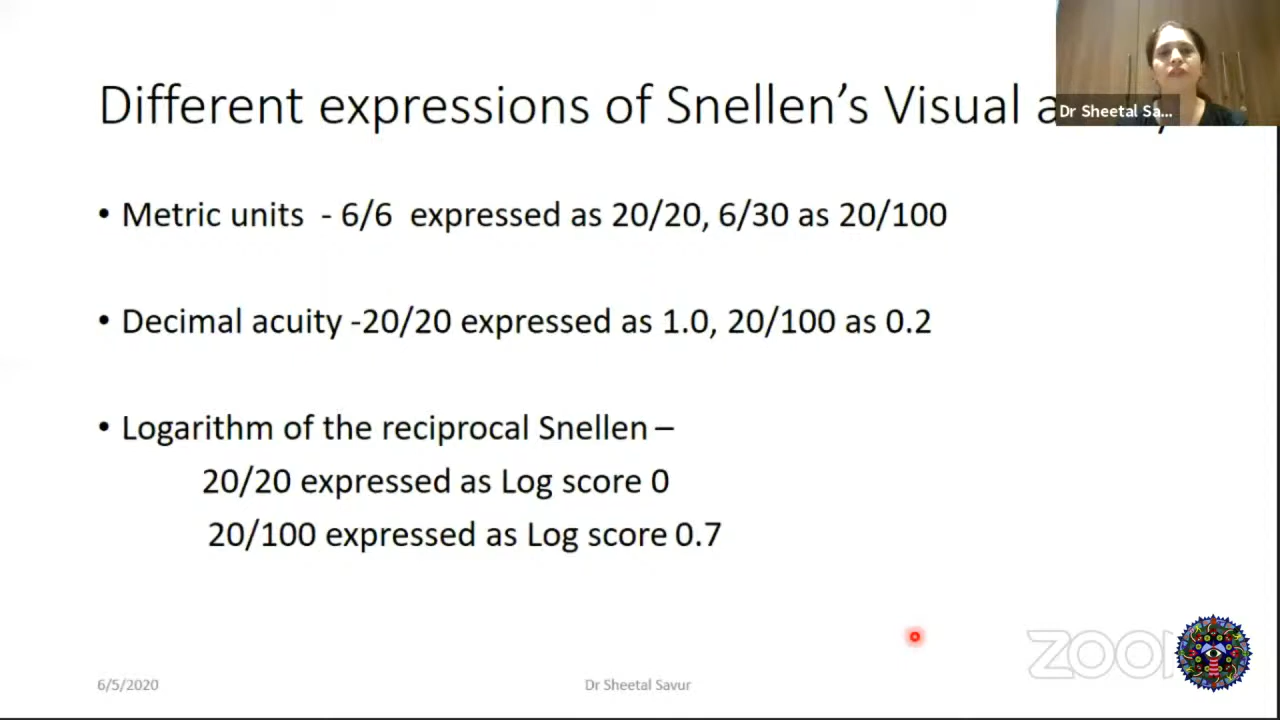 Different expressions of Snellen's Visual
Dr Sheetal Sa...
• Metric units - 6/6 expressed as 20/20, 6/30 as 20/100
• Decimal acuity -20/20 expressed as 1.0, 20/100 as 0.2
• Logarithm of the reciprocal Snellen –
20/20 expressed as Log score 0
20/100 expressed as Log score 0.7
6/5/2020
Dr Sheetal Savur